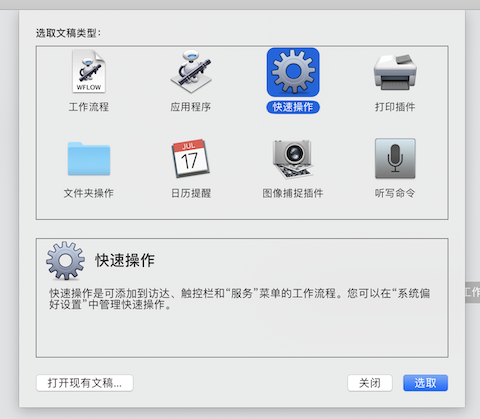 选取文稿类型：
WFLOW
工作流程
应用程序
快速操作
打印插件
JUL
17
文件夹操作
日历提醒
图像捕捉插件
听写命令
快速操作
快速操作是可添加到访达、触控栏和“服务”菜单的工作流程。您可以在“系统偏
好设置”中管理快速操作。
工作
打开现有文稿...
关闭
选取